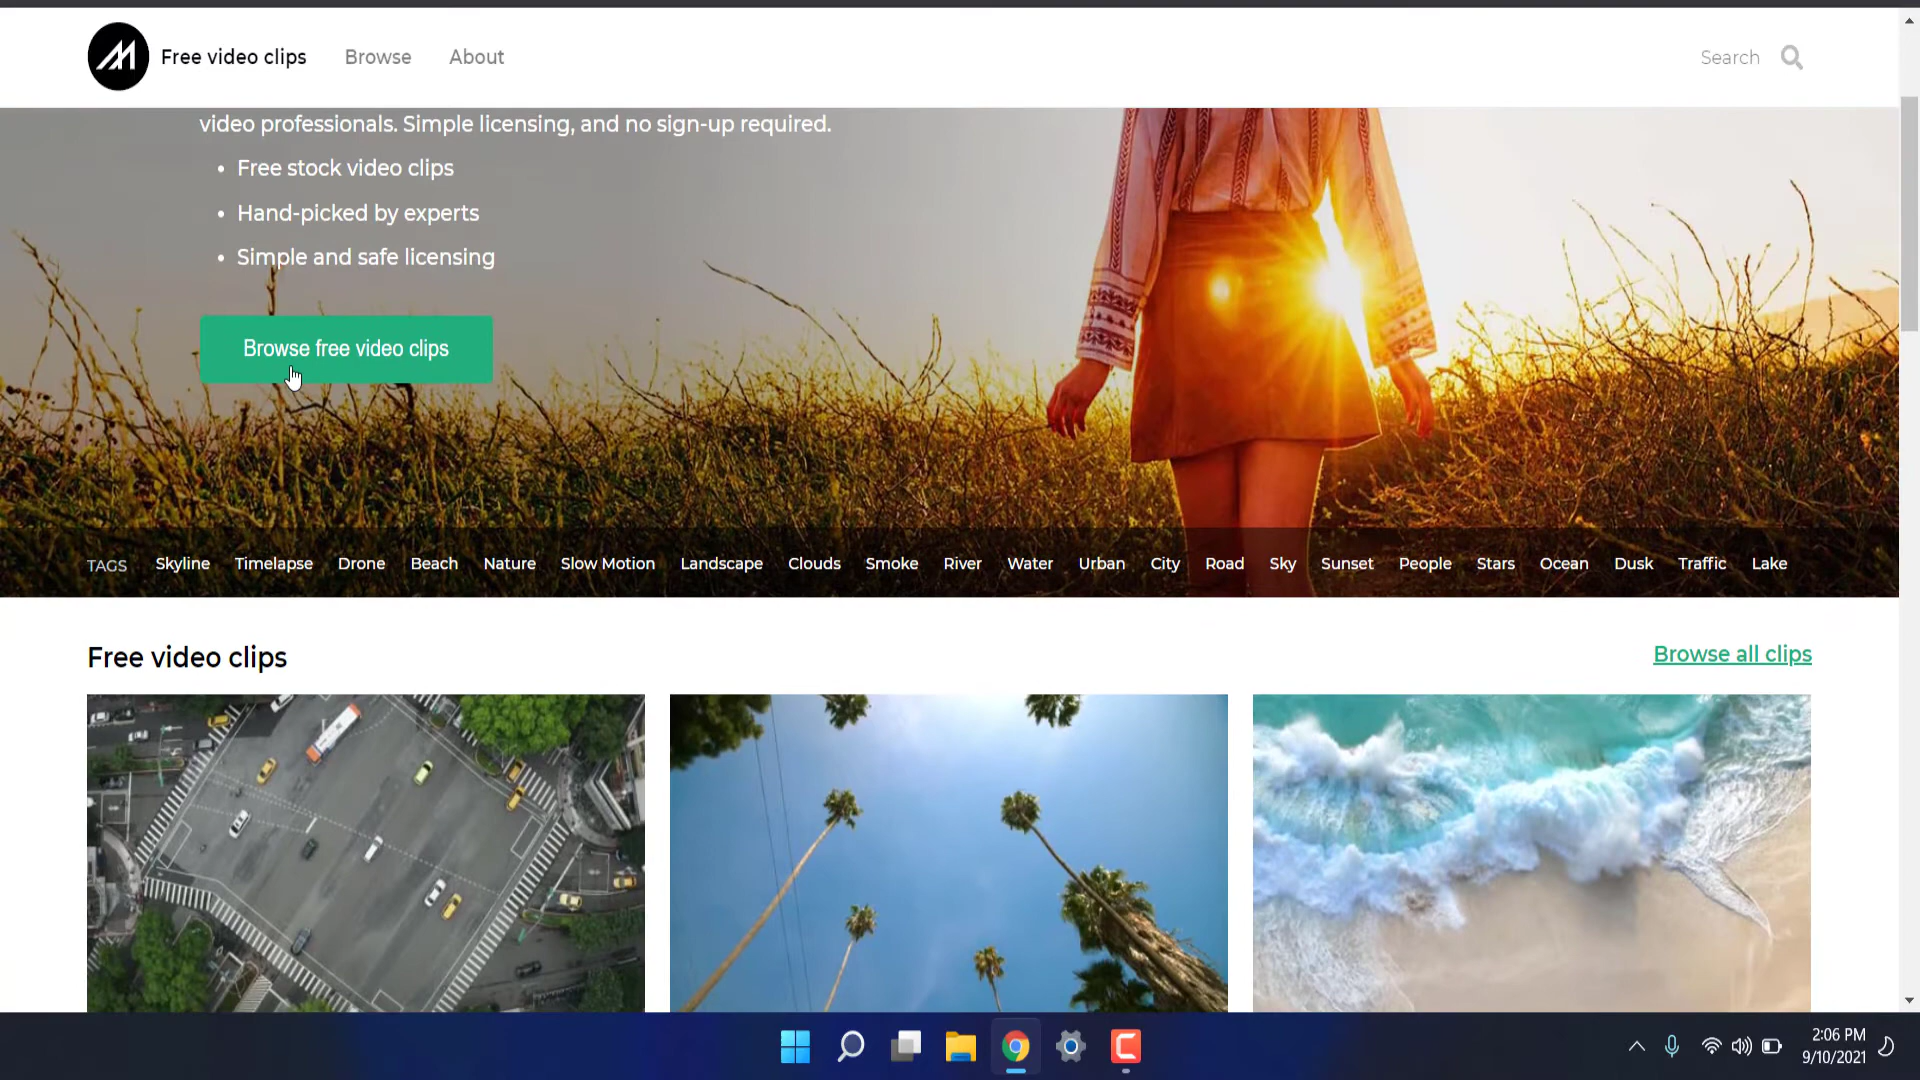 Free video clips Browse About Search
video professionals. Simple licensing, and no sign-up required.
• Free stock video clips
• Hand-picked by experts
• Simple and safe licensing
Browse free video clips
TAGS Skyline Timelapse Drone Beach Nature Slow Motion Landscape Clouds Smoke River Water Urban City Road Sky Sunset People Stars Ocean Dusk Traffic Lake
Free video clips Browse all clips
2:06 PM
9/10/2021